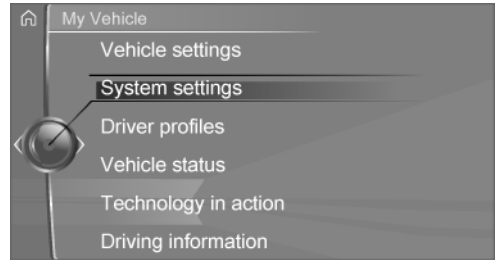 My Vehicle
Vehicle settings
System settings
Driver profiles
Vehicle status
Technology in action
Driving information